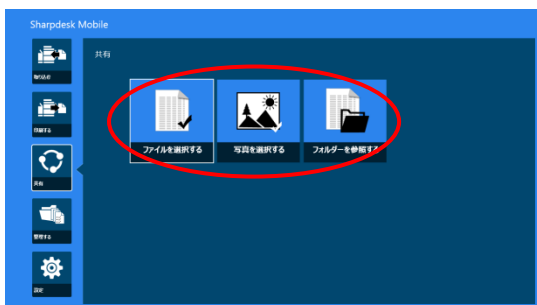 Sharpdesk Mobile
共有
取り込む
印刷する
共有
管理する
設定
ファイルを選択する
写真を選択する
フォルダーを参照する